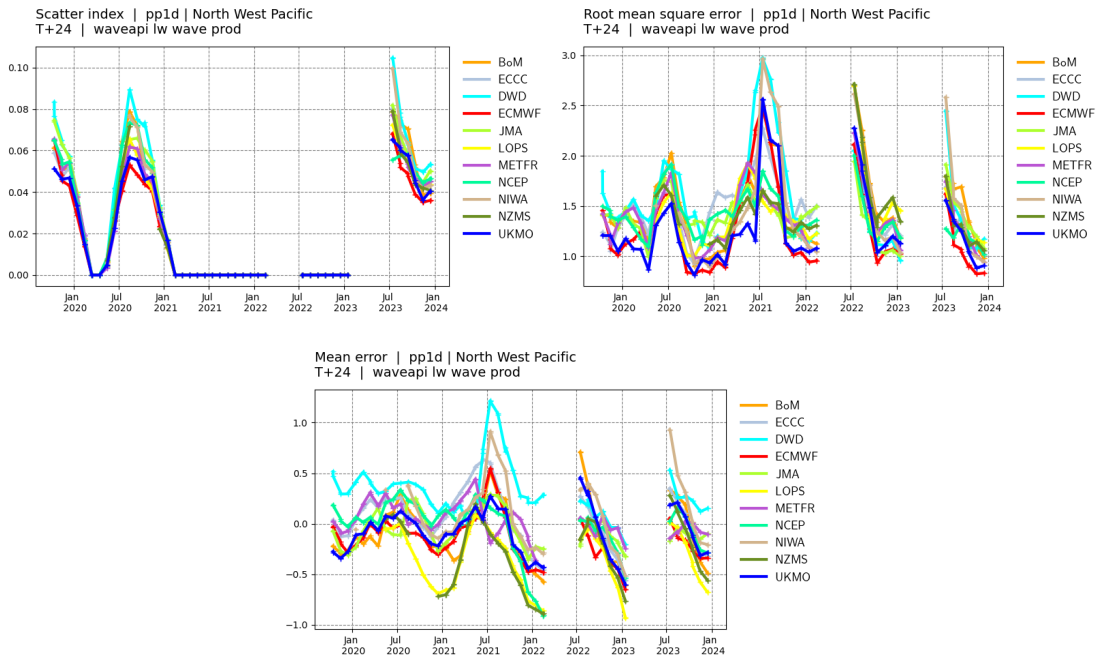 Scatter index | pp1d | North West Pacific
T+24 | waveapi lw wave prod
0.10
0.08
0.06
0.04
0.02
0.00
Jan 2020
Jul 2020
Jan 2021
Jul 2021
Jan 2022
Jul 2022
Jan 2023
Jul 2023
Jan 2024
BoM
ECCC
DWD
ECMWF
JMA
LOPS
METFR
NCEP
NIWA
NZMS
UKMO
Root mean square error | pp1d | North West Pacific
T+24 | waveapi lw wave prod
3.0
2.5
2.0
1.5
1.0
Jan 2020
Jul 2020
Jan 2021
Jul 2021
Jan 2022
Jul 2022
Jan 2023
Jul 2023
Jan 2024
BoM
ECCC
DWD
ECMWF
JMA
LOPS
METFR
NCEP
NIWA
NZMS
UKMO
Mean error | pp1d | North West Pacific
T+24 | waveapi lw wave prod
1.0
0.5
0.0
−0.5
−1.0
Jan 2020
Jul 2020
Jan 2021
Jul 2021
Jan 2022
Jul 2022
Jan 2023
Jul 2023
Jan 2024
BoM
ECCC
DWD
ECMWF
JMA
LOPS
METFR
NCEP
NIWA
NZMS
UKMO